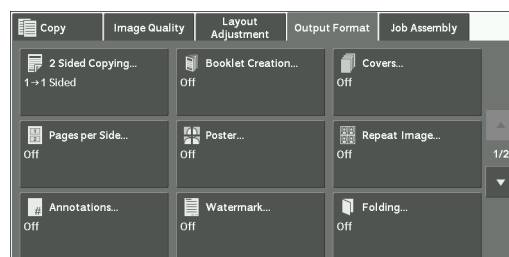 Copy
Image Quality
Layout
Adjustment
Output Format
Job Assembly
2 Sided Copying...
1→1 Sided
Booklet Creation...
Off
Covers...
Off
Pages per Side...
Off
Poster...
Off
Repeat Image...
Off
1/2
Annotations...
Off
Watermark...
Off
Folding...
Off